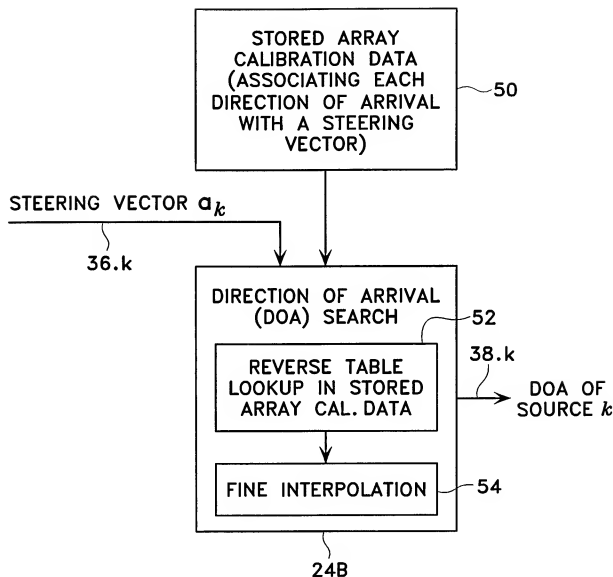 STORED ARRAY
CALIBRATION DATA
(ASSOCIATING EACH
DIRECTION OF ARRIVAL
WITH A STEERING
VECTOR)
50
STEERING VECTOR a_k
36.k
DIRECTION OF ARRIVAL
(DOA) SEARCH
52
REVERSE TABLE
LOOKUP IN STORED
ARRAY CAL. DATA
38.k
DOA OF
SOURCE k
FINE INTERPOLATION
54
24B